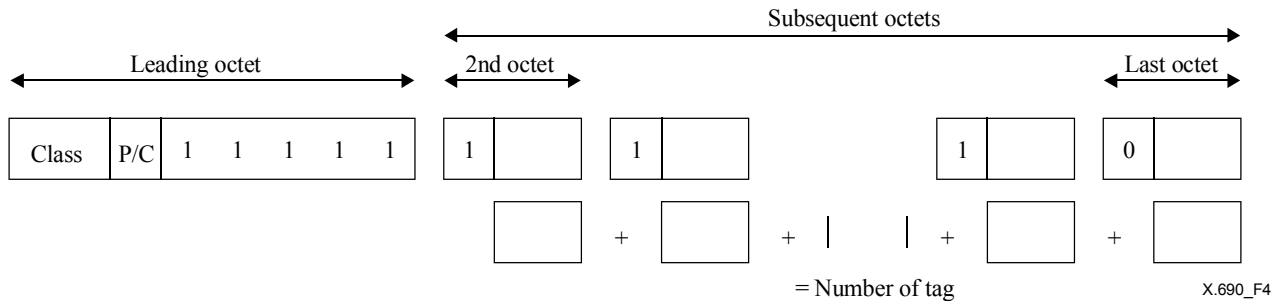 Subsequent octets
Leading octet 2nd octet Last octet
Class P/C 1 1 1 1 1 1 1 1 0
+ + + +
= Number of tag
X.690_F4